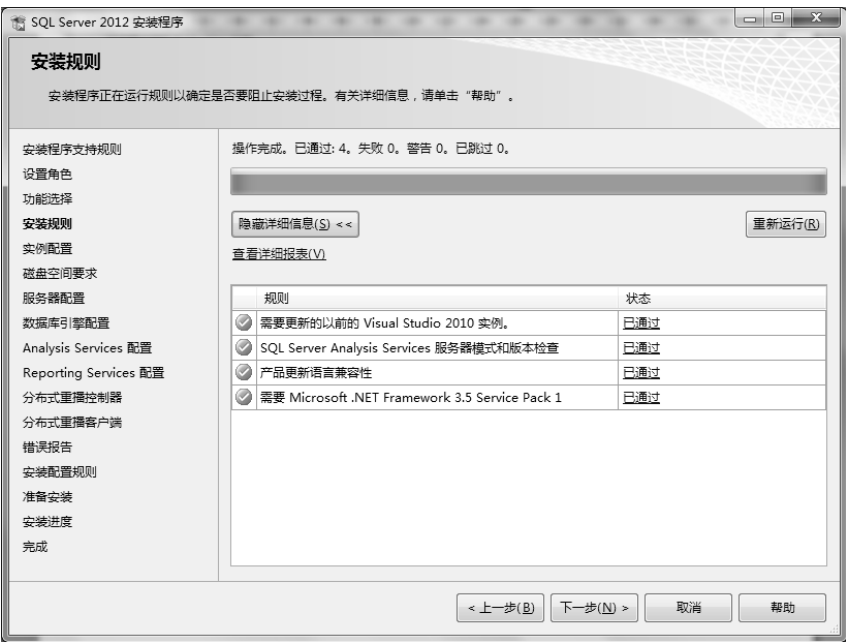 SQL Server 2012 安装程序
安装规则
安装程序正在运行规则以确定是否要阻止安装过程。有关详细信息，请单击“帮助”。
安装程序支持规则
设置角色
功能选择
安装规则
实例配置
磁盘空间要求
服务器配置
数据库引擎配置
Analysis Services 配置
Reporting Services 配置
分布式重播控制器
分布式重播客户端
错误报告
安装配置规则
准备安装
安装进度
完成
操作完成。已通过: 4。失败 0。警告 0。已跳过 0。
隐藏详细信息(S) <<
重新运行(R)
查看详细报表(V)
规则 状态
需要更新的以前的 Visual Studio 2010 实例。 已通过
SQL Server Analysis Services 服务器模式和版本检查 已通过
产品更新语言兼容性 已通过
需要 Microsoft .NET Framework 3.5 Service Pack 1 已通过
< 上一步(B) 下一步(N) > 取消 帮助